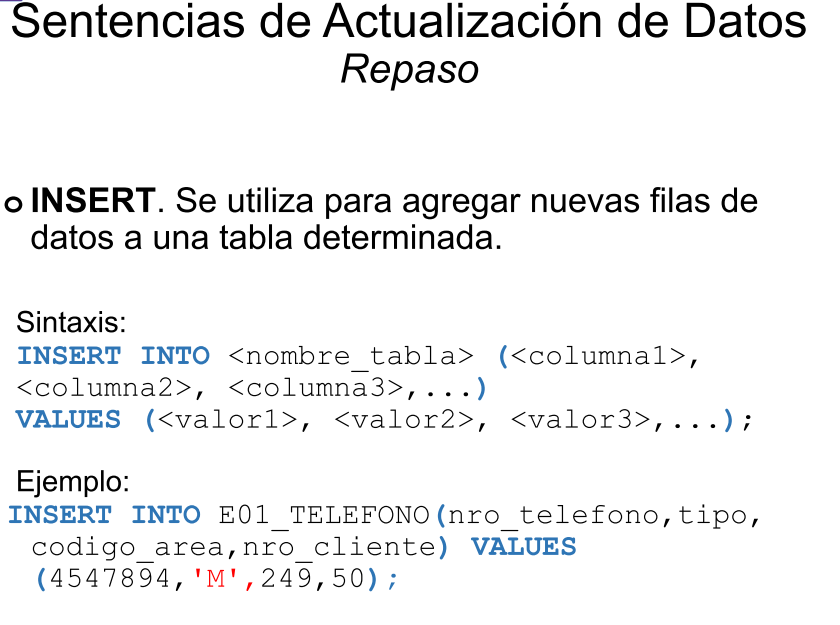 Sentencias de Actualización de Datos
Repaso
o INSERT. Se utiliza para agregar nuevas filas de
datos a una tabla determinada.
Sintaxis:
INSERT INTO <nombre_tabla> (<columna1>,
<columna2>, <columna3>,...)
VALUES (<valor1>, <valor2>, <valor3>,...);
Ejemplo:
INSERT INTO E01_TELEFONO(nro_telefono,tipo,
codigo_area,nro_cliente) VALUES
(4547894,'M',249,50);